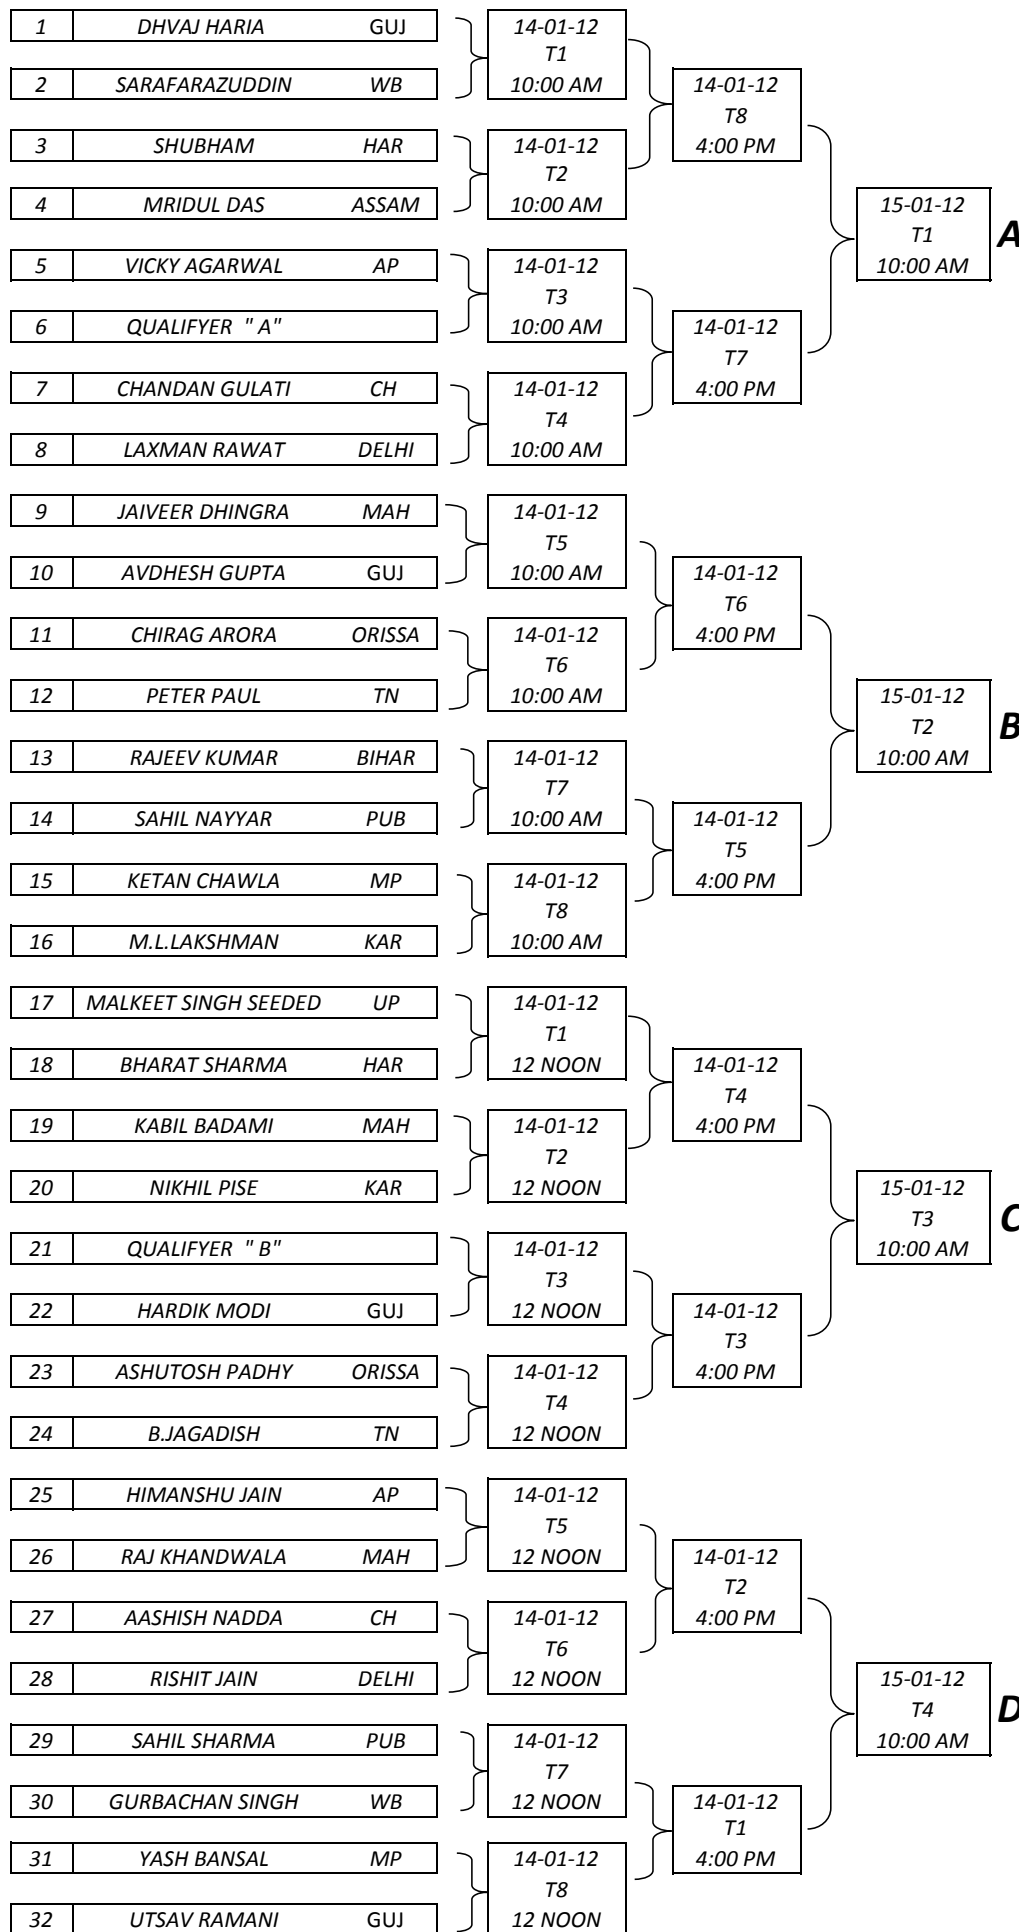 1 DHVAJ HARIA GUJ
14-01-12
T1
10:00 AM
2 SARAFARAZUDDIN WB
14-01-12
T8
4:00 PM
3 SHUBHAM HAR
14-01-12
T2
10:00 AM
4 MRIDUL DAS ASSAM
15-01-12
T1
10:00 AM
A
5 VICKY AGARWAL AP
14-01-12
T3
10:00 AM
6 QUALIFYER " A"
14-01-12
T7
4:00 PM
7 CHANDAN GULATI CH
14-01-12
T4
10:00 AM
8 LAXMAN RAWAT DELHI
9 JAIVEER DHINGRA MAH
14-01-12
T5
10:00 AM
10 AVDHESH GUPTA GUJ
14-01-12
T6
4:00 PM
11 CHIRAG ARORA ORISSA
14-01-12
T6
10:00 AM
12 PETER PAUL TN
15-01-12
T2
10:00 AM
B
13 RAJEEV KUMAR BIHAR
14-01-12
T7
10:00 AM
14 SAHIL NAYYAR PUB
14-01-12
T5
4:00 PM
15 KETAN CHAWLA MP
14-01-12
T8
10:00 AM
16 M.L.LAKSHMAN KAR
17 MALKEET SINGH SEEDED UP
14-01-12
T1
12 NOON
18 BHARAT SHARMA HAR
14-01-12
T4
4:00 PM
19 KABIL BADAMI MAH
14-01-12
T2
12 NOON
20 NIKHIL PISE KAR
15-01-12
T3
10:00 AM
C
21 QUALIFYER " B"
14-01-12
T3
12 NOON
22 HARDIK MODI GUJ
14-01-12
T3
4:00 PM
23 ASHUTOSH PADHY ORISSA
14-01-12
T4
12 NOON
24 B.JAGADISH TN
25 HIMANSHU JAIN AP
14-01-12
T5
12 NOON
26 RAJ KHANDWALA MAH
14-01-12
T2
4:00 PM
27 AASHISH NADDA CH
14-01-12
T6
12 NOON
28 RISHIT JAIN DELHI
15-01-12
T4
10:00 AM
D
29 SAHIL SHARMA PUB
14-01-12
T7
12 NOON
30 GURBACHAN SINGH WB
14-01-12
T1
4:00 PM
31 YASH BANSAL MP
14-01-12
T8
12 NOON
32 UTSAV RAMANI GUJ